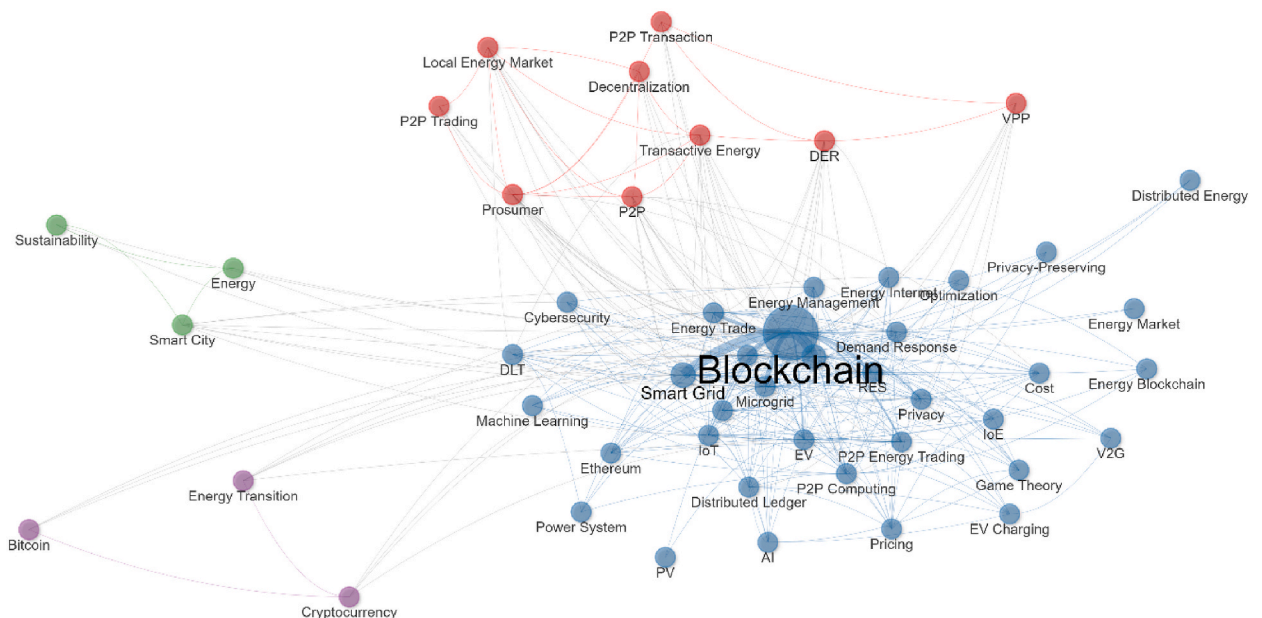 P2P Transaction
Local Energy Market
Decentralization
P2P Trading
VPP
Transactive Energy
DER
Distributed Energy
Prosumer
P2P
Sustainability
Privacy-Preserving
Energy
Energy Internet
Optimization
Energy Management
Cybersecurity
Energy Trade
Energy Market
Smart City
Demand Response
DLT
Blockchain
RES
Cost
Energy Blockchain
Smart Grid
Microgrid
Privacy
Machine Learning
IoT
EV
P2P Energy Trading
IoE
V2G
Ethereum
P2P Computing
Game Theory
Energy Transition
Distributed Ledger
Power System
EV Charging
Bitcoin
AI
Pricing
PV
Cryptocurrency